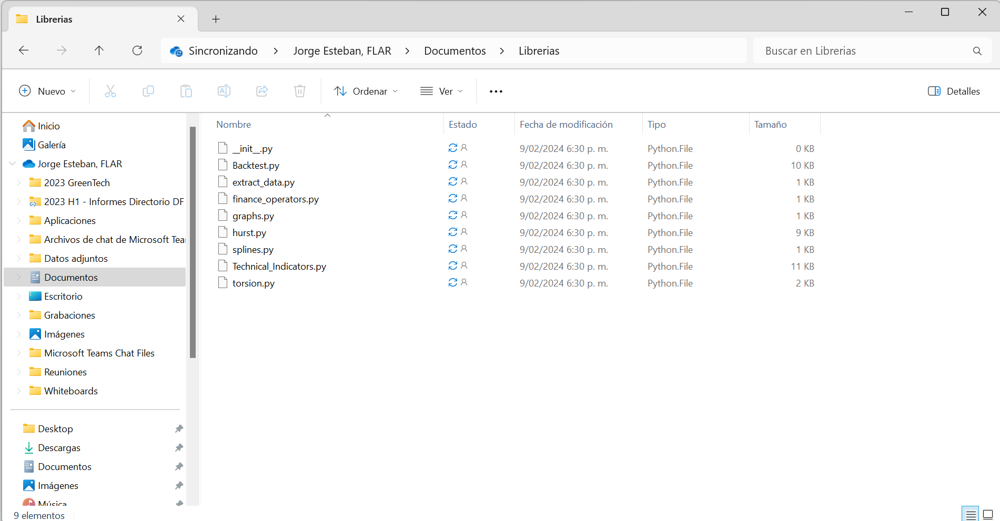 Librerias
Sincronizando > Jorge Esteban, FLAR > Documentos > Librerias
Buscar en Librerias
Nuevo
Ordenar
Ver
Detalles
Inicio
Galería
Jorge Esteban, FLAR
2023 GreenTech
2023 H1 - Informes Directorio DF
Aplicaciones
Archivos de chat de Microsoft Tea
Datos adjuntos
Documentos
Escritorio
Grabaciones
Imágenes
Microsoft Teams Chat Files
Reuniones
Whiteboards
Desktop
Descargas
Documentos
Imágenes
Música
Nombre Estado Fecha de modificación Tipo Tamaño
__init__.py 9/02/2024 6:30 p. m. Python.File 0 KB
Backtest.py 9/02/2024 6:30 p. m. Python.File 10 KB
extract_data.py 9/02/2024 6:30 p. m. Python.File 1 KB
finance_operators.py 9/02/2024 6:30 p. m. Python.File 1 KB
graphs.py 9/02/2024 6:30 p. m. Python.File 1 KB
hurst.py 9/02/2024 6:30 p. m. Python.File 9 KB
splines.py 9/02/2024 6:30 p. m. Python.File 1 KB
Technical_Indicators.py 9/02/2024 6:30 p. m. Python.File 11 KB
torsion.py 9/02/2024 6:30 p. m. Python.File 2 KB
9 elementos